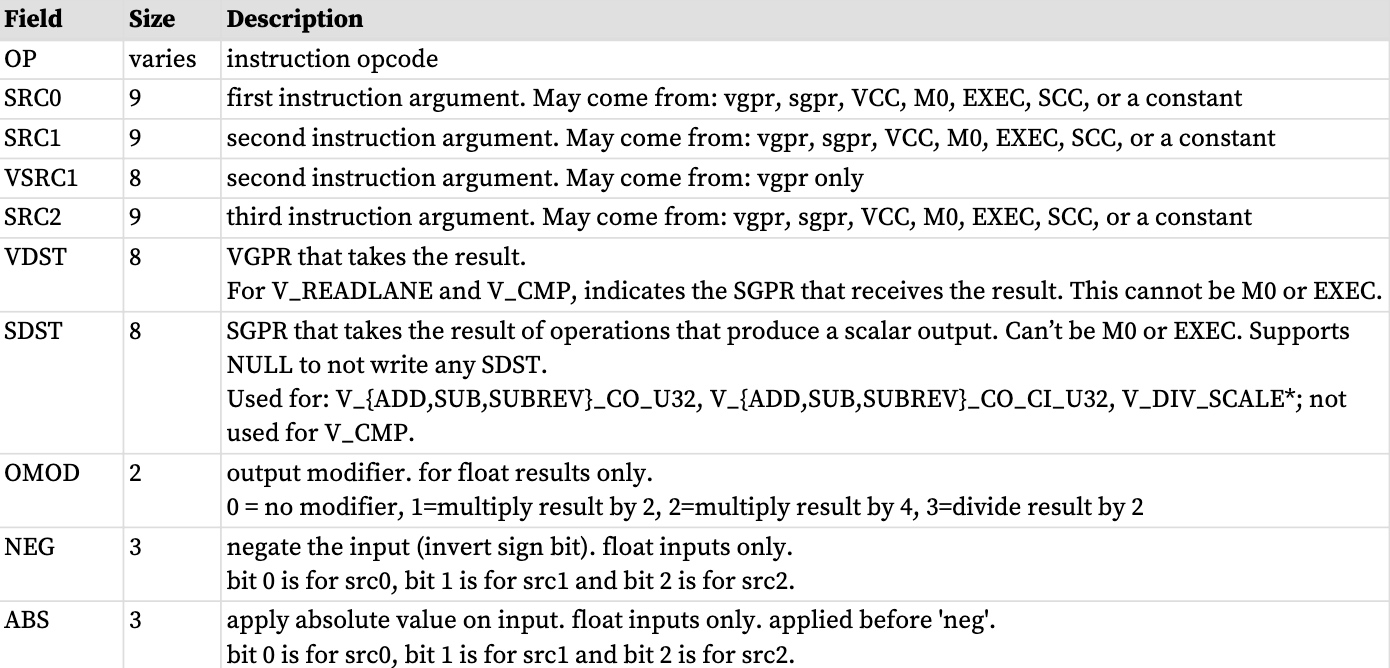 Field Size Description
OP varies instruction opcode
SRC0 9 first instruction argument. May come from: vgpr, sgpr, VCC, M0, EXEC, SCC, or a constant
SRC1 9 second instruction argument. May come from: vgpr, sgpr, VCC, M0, EXEC, SCC, or a constant
VSRC1 8 second instruction argument. May come from: vgpr only
SRC2 9 third instruction argument. May come from: vgpr, sgpr, VCC, M0, EXEC, SCC, or a constant
VDST 8 VGPR that takes the result.
For V_READLANE and V_CMP, indicates the SGPR that receives the result. This cannot be M0 or EXEC.
SDST 8 SGPR that takes the result of operations that produce a scalar output. Can’t be M0 or EXEC. Supports
NULL to not write any SDST.
Used for: V_{ADD,SUB,SUBREV}_CO_U32, V_{ADD,SUB,SUBREV}_CO_CI_U32, V_DIV_SCALE*; not
used for V_CMP.
OMOD 2 output modifier. for float results only.
0 = no modifier, 1=multiply result by 2, 2=multiply result by 4, 3=divide result by 2
NEG 3 negate the input (invert sign bit). float inputs only.
bit 0 is for src0, bit 1 is for src1 and bit 2 is for src2.
ABS 3 apply absolute value on input. float inputs only. applied before 'neg'.
bit 0 is for src0, bit 1 is for src1 and bit 2 is for src2.